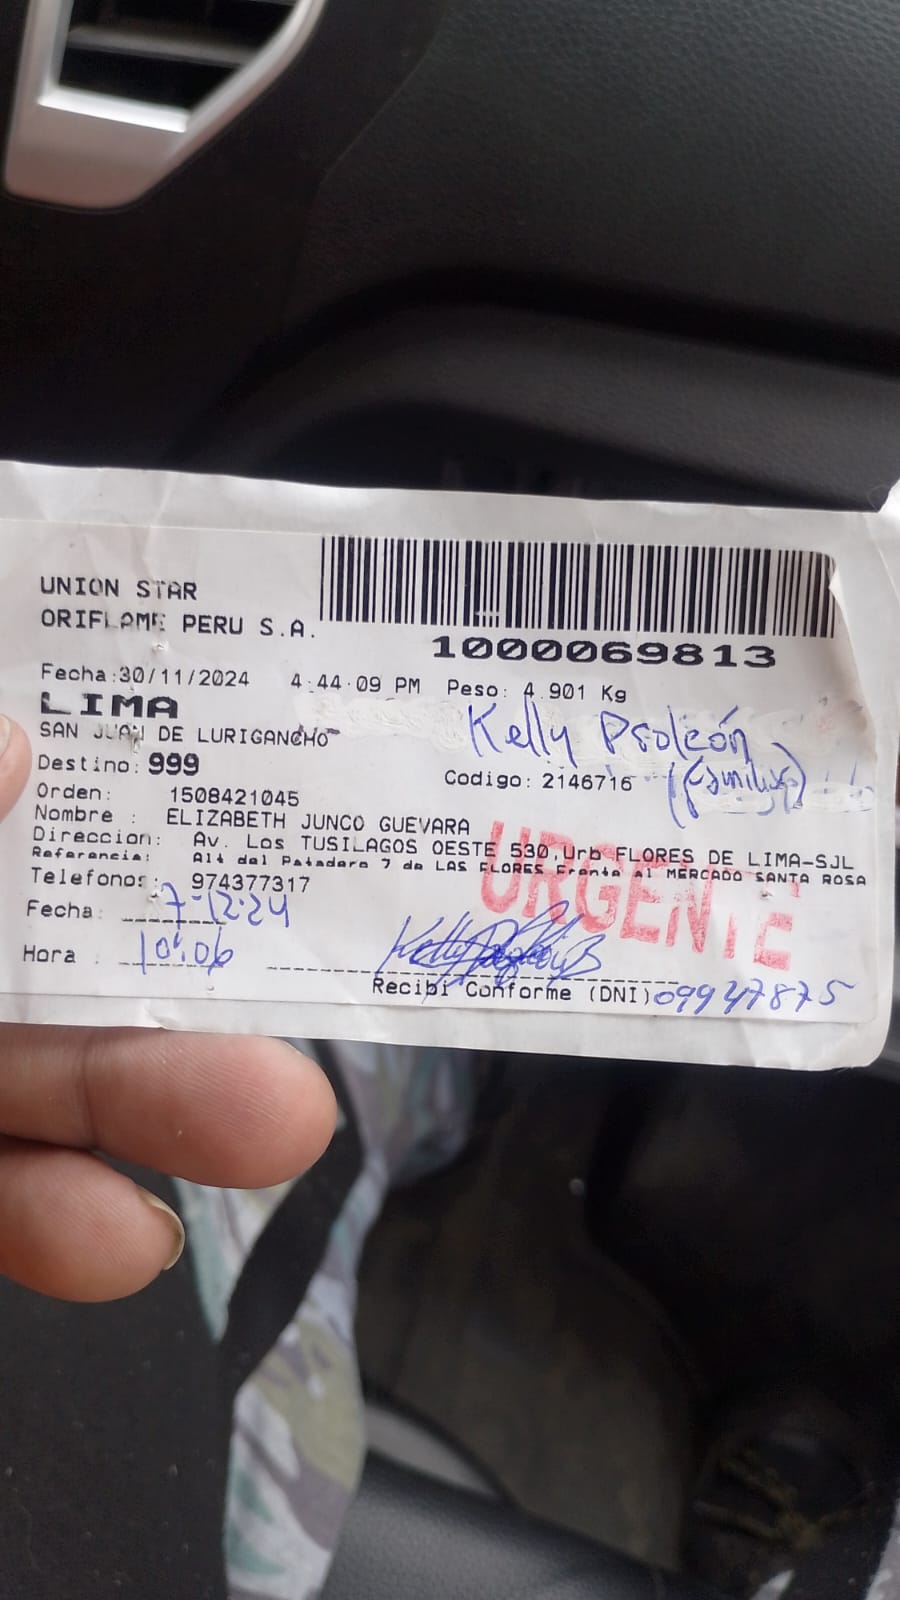 UNION STAR
ORIFLAME PERU S.A.
1000069813
Fecha:30/11/2024 4:44:09 PM Peso: 4.901 Kg
LIMA
Kelly
SAN JUAN DE LURIGANCHO
(familiar)
Destino: 999
Codigo: 2146716
Orden: 1508421045
Nombre : ELIZABETH JUNCO GUEVARA
Direccion: Av. Los TUSILAGOS OESTE 530,Urb FLORES DE LIMA-SJL
Referencia: Alt del Paradero 7 de LAS FLORES Frente al MERCADO SANTA ROSA
Telefonos: 974377317
URGENTE
Fecha: 7-12-24
Hora : 10:06
Recibi Conforme (DNI) 09947875